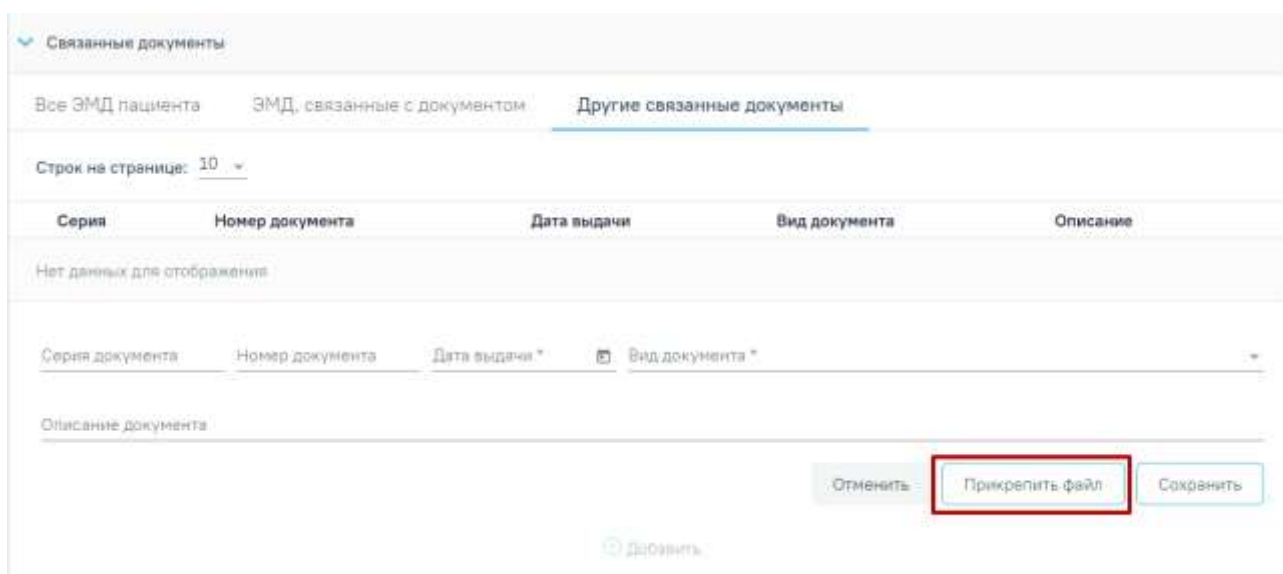 Связанные документы
Все ЭМД пациента ЭМД, связанные с документом Другие связанные документы
Строк на странице: 10
Серия Номер документа Дата выдачи Вид документа Описание
Нет данных для отображения
Серия документа Номер документа Дата выдачи * Вид документа *
Описание документа
Отменить Прикрепить файл Сохранить
Добавить